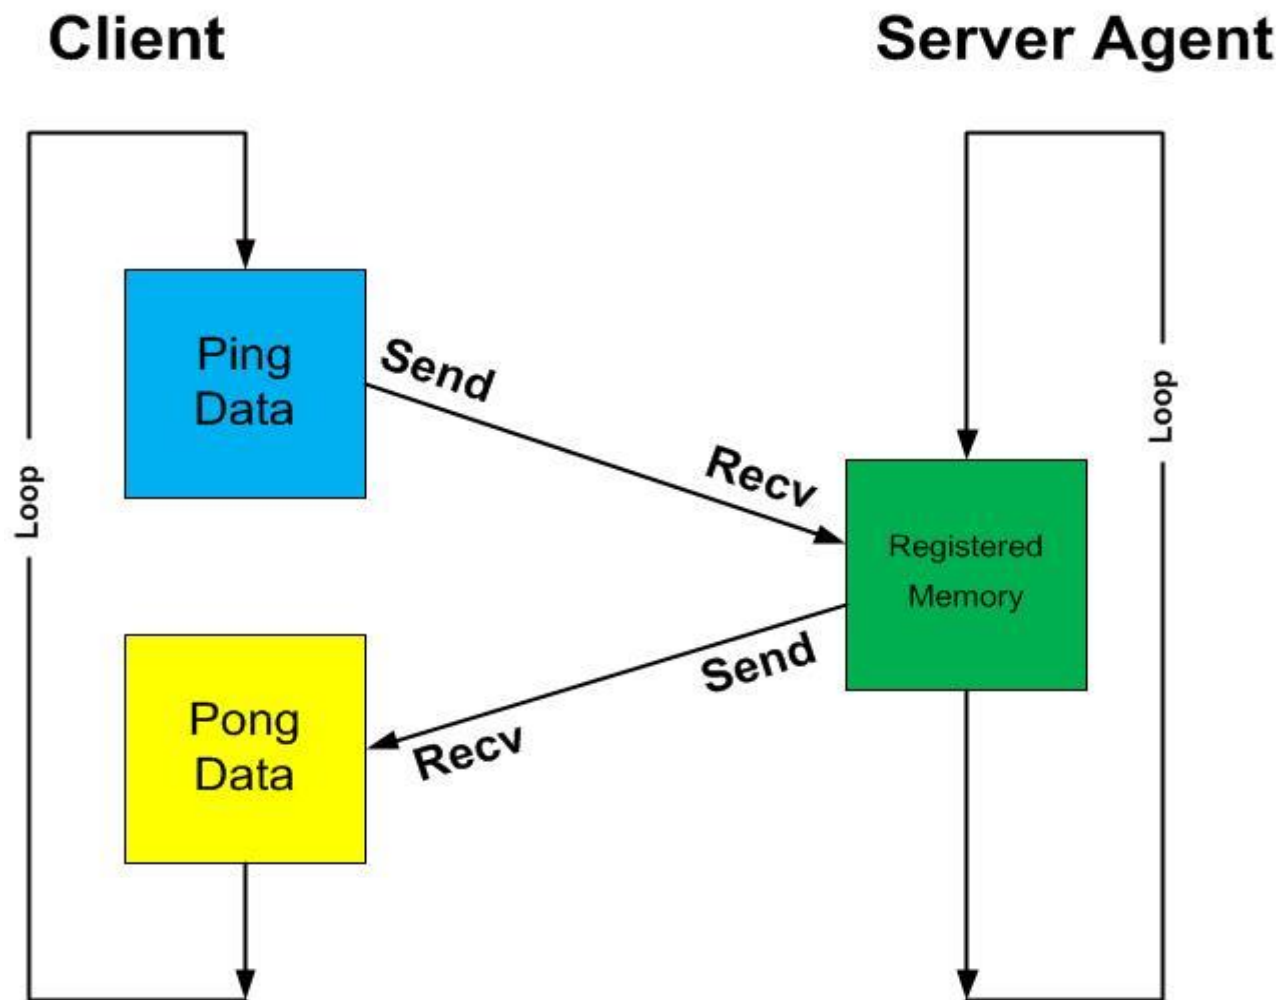 Client
Server Agent
Ping
Data
Send
Recv
Loop
Loop
Registered
Memory
Send
Recv
Pong
Data